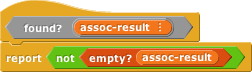 found? assoc-result ⋮
report not empty? assoc-result